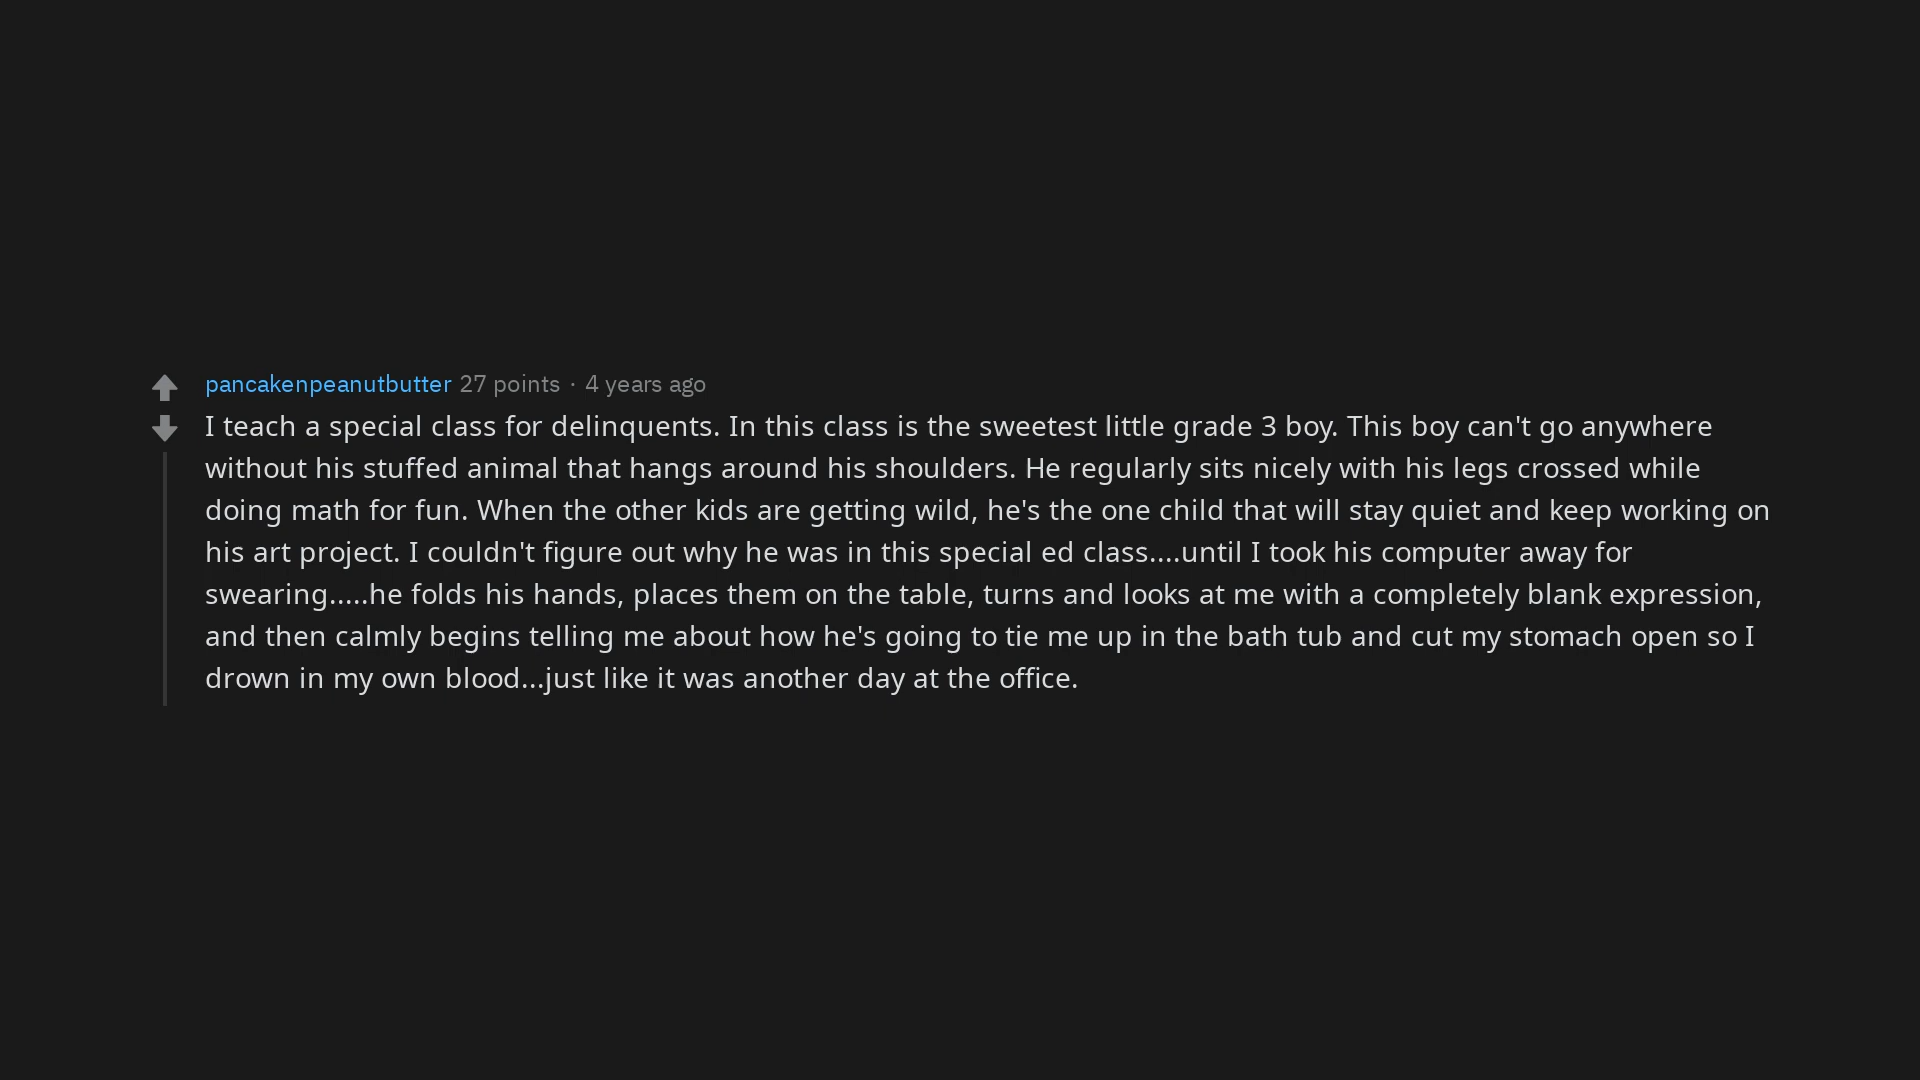 pancakenpeanutbutter 27 points · 4 years ago
I teach a special class for delinquents. In this class is the sweetest little grade 3 boy. This boy can't go anywhere
without his stuffed animal that hangs around his shoulders. He regularly sits nicely with his legs crossed while
doing math for fun. When the other kids are getting wild, he's the one child that will stay quiet and keep working on
his art project. I couldn't figure out why he was in this special ed class....until I took his computer away for
swearing.....he folds his hands, places them on the table, turns and looks at me with a completely blank expression,
and then calmly begins telling me about how he's going to tie me up in the bath tub and cut my stomach open so I
drown in my own blood...just like it was another day at the office.